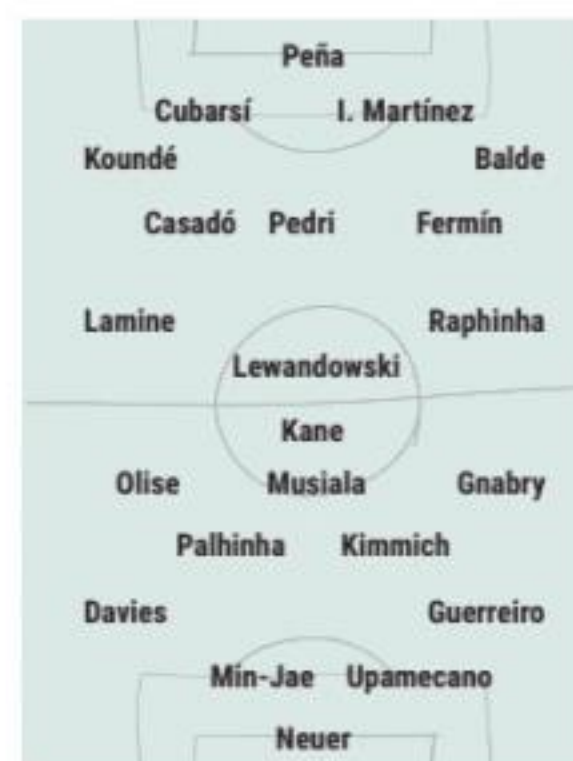 Peña
Cubarsí I. Martínez
Koundé Balde
Casadó Pedri Fermín
Lamine Raphinha
Lewandowski
Kane
Olise Musiala Gnabry
Palhinha Kimmich
Davies Guerreiro
Min-Jae Upamecano
Neuer